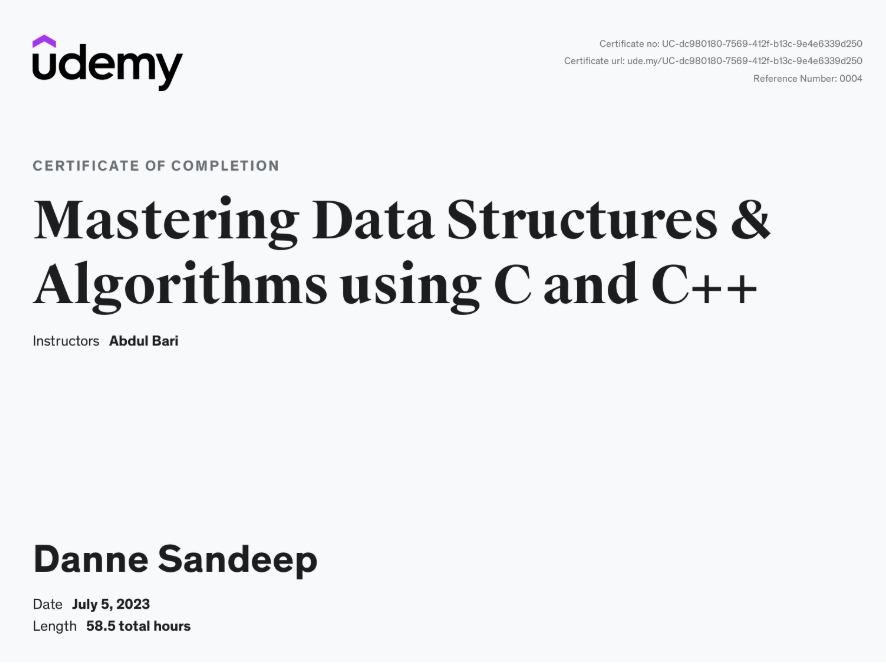 udemy
Certificate no: UC-dc980180-7569-412f-b13c-9e4e6339d250
Certificate url: ude.my/UC-dc980180-7569-412f-b13c-9e4e6339d250
Reference Number: 0004
CERTIFICATE OF COMPLETION
Mastering Data Structures &
Algorithms using C and C++
Instructors Abdul Bari
Danne Sandeep
Date July 5, 2023
Length 58.5 total hours